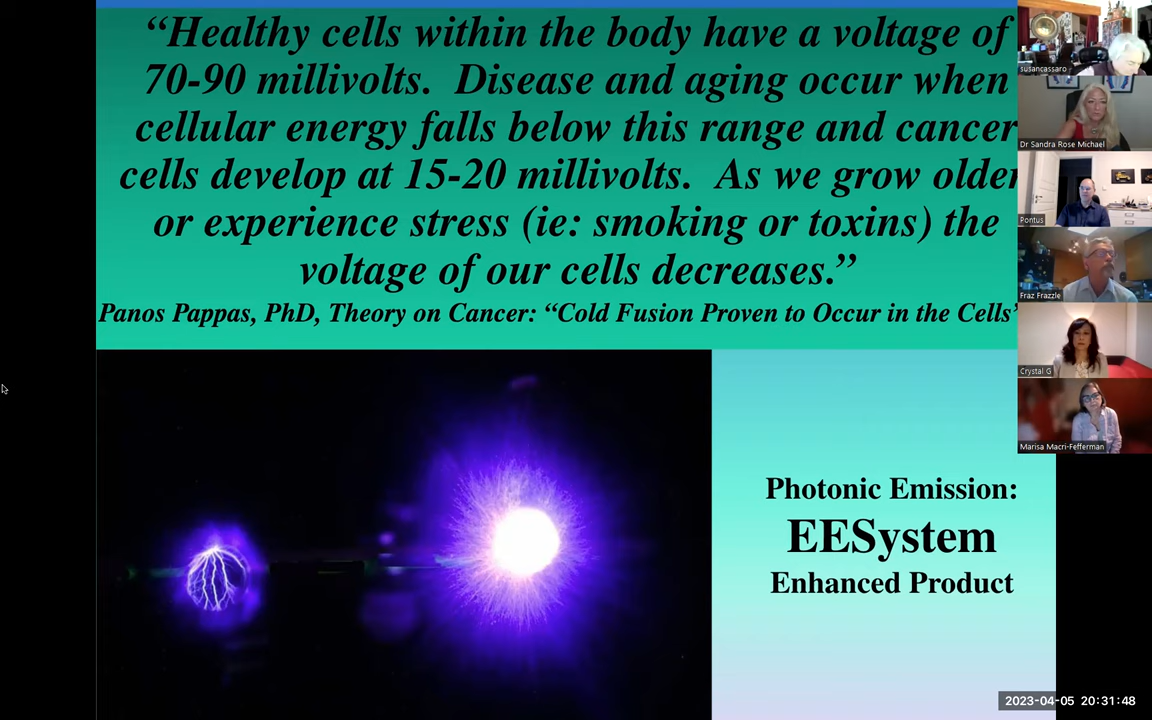 “Healthy cells within the body have a voltage of
70-90 millivolts.  Disease and aging occur when
cellular energy falls below this range and cancer
cells develop at 15-20 millivolts.  As we grow older
or experience stress (ie: smoking or toxins) the
voltage of our cells decreases.”
Panos Pappas, PhD, Theory on Cancer: “Cold Fusion Proven to Occur in the Cells”
Photonic Emission:
EESystem
Enhanced Product
susancassaro
Dr Sandra Rose Michael
Pontus
Fraz Frazzle
Crystal G
Marisa Macri-Fefferman
2023-04-05 20:31:48